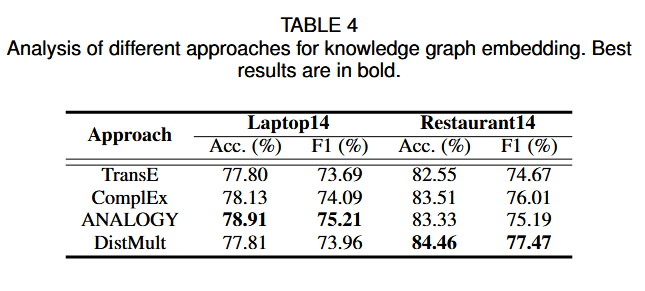 TABLE 4
Analysis of different approaches for knowledge graph embedding. Best
results are in bold.
Approach Laptop14 Restaurant14
Acc. (%) F1 (%) Acc. (%) F1 (%)
TransE 77.80 73.69 82.55 74.67
ComplEx 78.13 74.09 83.51 76.01
ANALOGY 78.91 75.21 83.33 75.19
DistMult 77.81 73.96 84.46 77.47